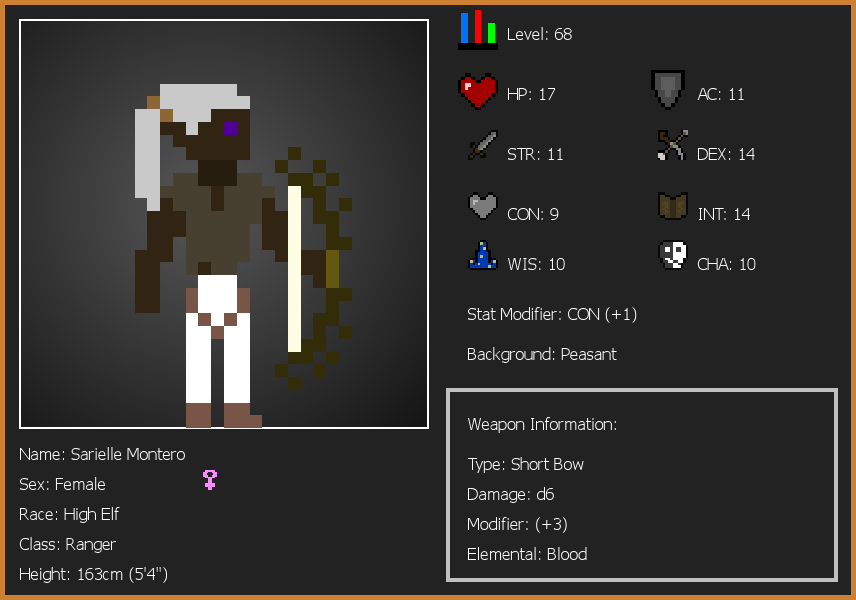 Level: 68
HP: 17
AC: 11
STR: 11
DEX: 14
CON: 9
INT: 14
WIS: 10
CHA: 10
Stat Modifier: CON (+1)
Background: Peasant
Weapon Information:
Type: Short Bow
Damage: d6
Modifier: (+3)
Elemental: Blood
Name: Sarielle Montero
Sex: Female
Race: High Elf
Class: Ranger
Height: 163cm (5'4")